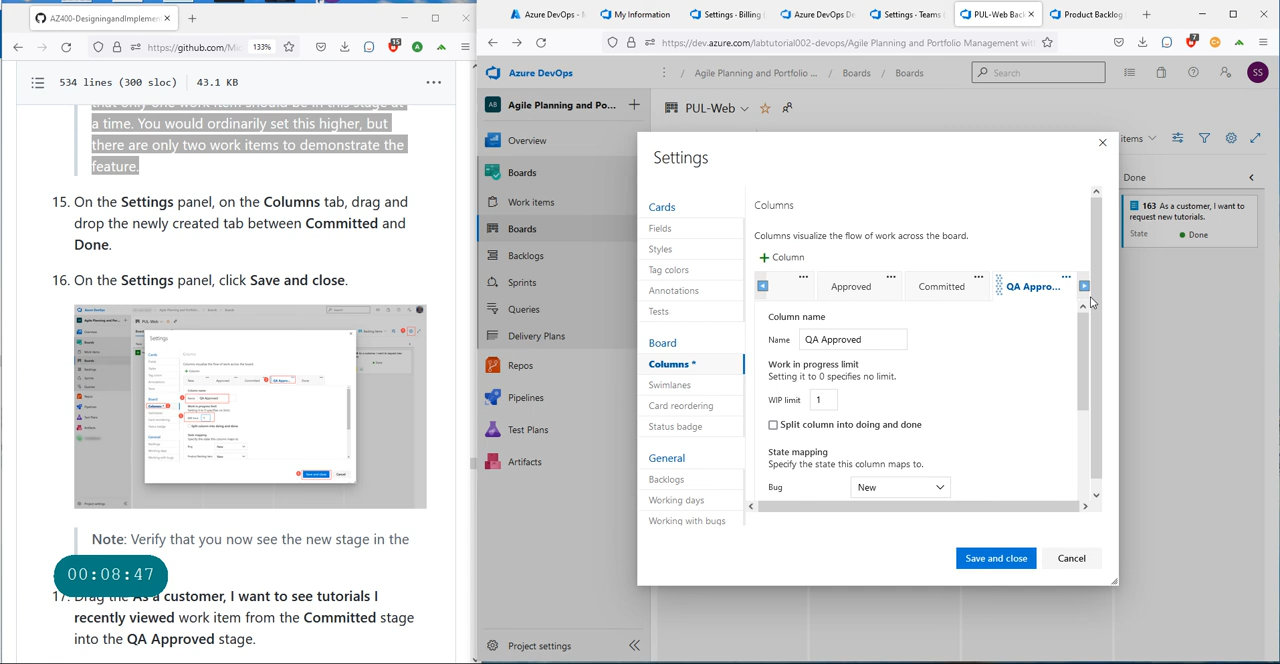 AZ400-DesigningandImplemen
https://github.com/Mic
133%
15
A
534 lines (300 sloc)
43.1 KB
that only one work item should be in this stage at
a time. You would ordinarily set this higher, but
there are only two work items to demonstrate the
feature.
15. On the Settings panel, on the Columns tab, drag and
drop the newly created tab between Committed and
Done.
16. On the Settings panel, click Save and close.
Note: Verify that you now see the new stage in the
00:08:47
17. Drag the As a customer, I want to see tutorials I
recently viewed work item from the Committed stage
into the QA Approved stage.
Azure DevOps -
My Information
Settings - Billing
Azure DevOps De
Settings - Teams
PUL-Web Back
Product Backlog
https://dev.azure.com/labtutorial002-devops/Agile Planning and Portfolio Management with
7
Azure DevOps
/ Agile Planning and Portfolio ... / Boards / Boards
Search
SS
AB
Agile Planning and Po...
Overview
Boards
Work items
Boards
Backlogs
Sprints
Queries
Delivery Plans
Repos
Pipelines
Test Plans
Artifacts
Project settings
PUL-Web
items
Done
163 As a customer, I want to
request new tutorials.
State
Done
Settings
Cards
Fields
Styles
Tag colors
Annotations
Tests
Board
Columns *
Swimlanes
Card reordering
Status badge
General
Backlogs
Working days
Working with bugs
Columns
Columns visualize the flow of work across the board.
+ Column
Approved
Committed
QA Appro...
Column name
Name
QA Approved
Work in progress limit
Setting it to 0 specifies no limit.
WIP limit
1
Split column into doing and done
State mapping
Specify the state this column maps to.
Bug
New
Save and close
Cancel